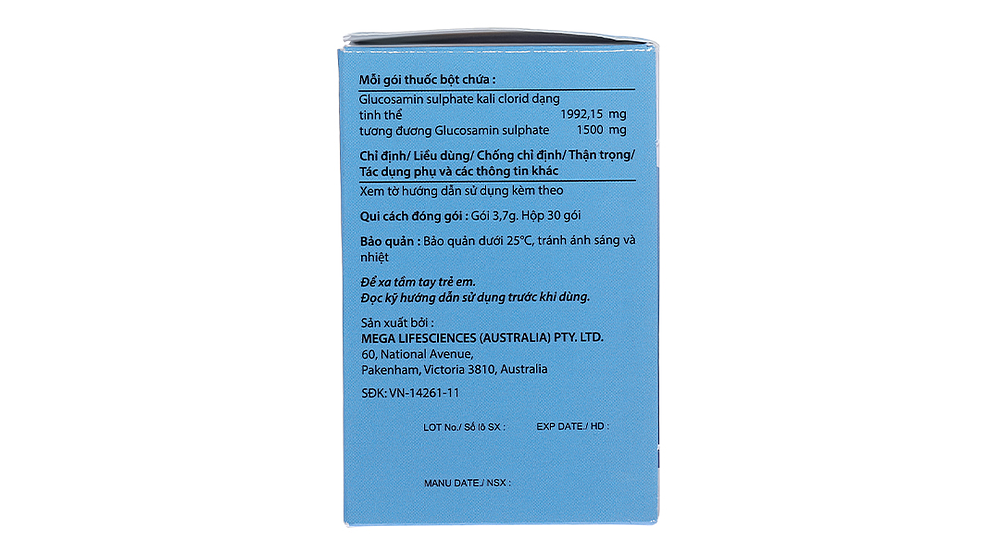 Mỗi gói thuốc bột chứa :
Glucosamin sulphate kali clorid dạng
tinh thể 1992,15 mg
tương đương Glucosamin sulphate 1500 mg
Chỉ định/ Liều dùng/ Chống chỉ định/ Thận trọng/
Tác dụng phụ và các thông tin khác
Xem tờ hướng dẫn sử dụng kèm theo
Qui cách đóng gói : Gói 3,7g. Hộp 30 gói
Bảo quản : Bảo quản dưới 25°C, tránh ánh sáng và
nhiệt
Để xa tầm tay trẻ em.
Đọc kỹ hướng dẫn sử dụng trước khi dùng.
Sản xuất bởi :
MEGA LIFESCIENCES (AUSTRALIA) PTY. LTD.
60, National Avenue,
Pakenham, Victoria 3810, Australia
SĐK: VN-14261-11
LOT No./ Số lô SX : EXP DATE./ HD :
MANU DATE./ NSX :